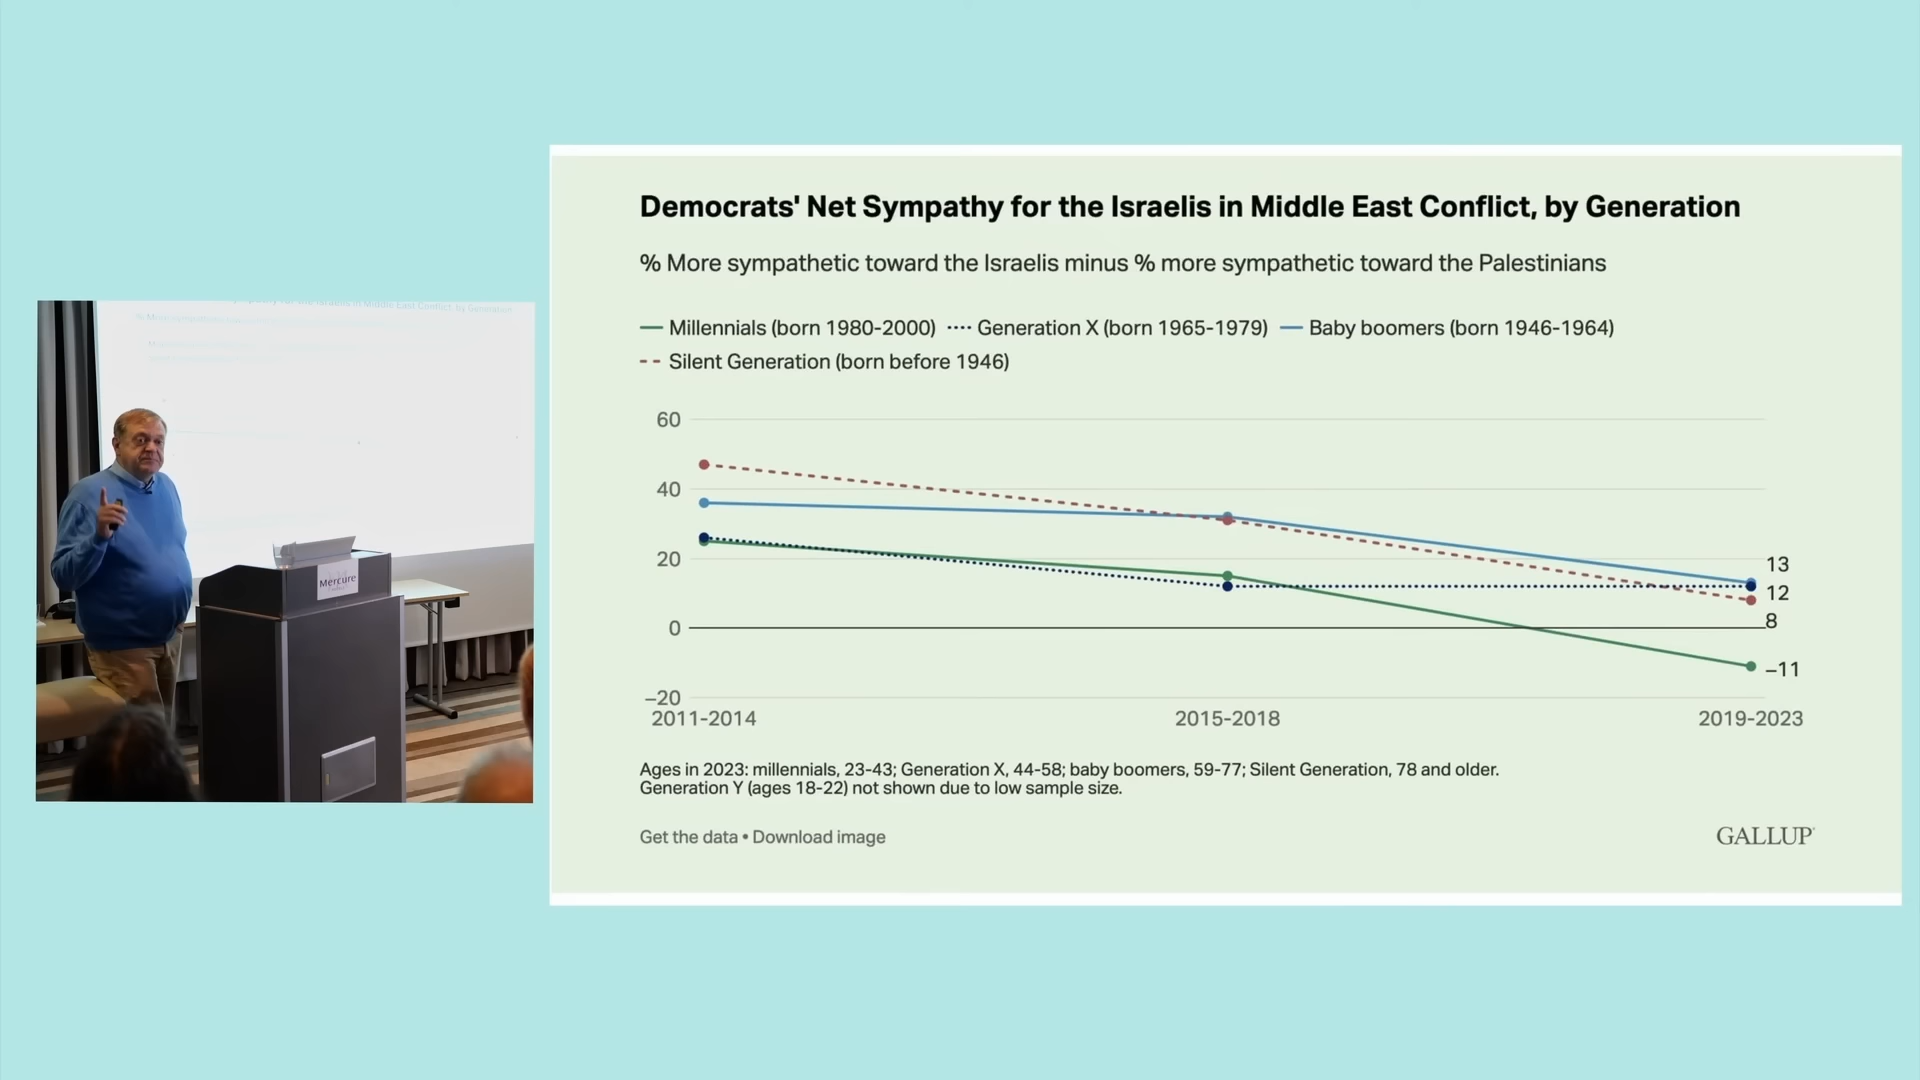 Democrats' Net Sympathy for the Israelis in Middle East Conflict, by Generation
% More sympathetic toward the Israelis minus % more sympathetic toward the Palestinians
Millennials (born 1980-2000) Generation X (born 1965-1979) Baby boomers (born 1946-1964)
Silent Generation (born before 1946)
60
40
20
0
–20
13
12
8
–11
2011-2014 2015-2018 2019-2023
Ages in 2023: millennials, 23-43; Generation X, 44-58; baby boomers, 59-77; Silent Generation, 78 and older.
Generation Y (ages 18-22) not shown due to low sample size.
Get the data • Download image
GALLUP
Mercure